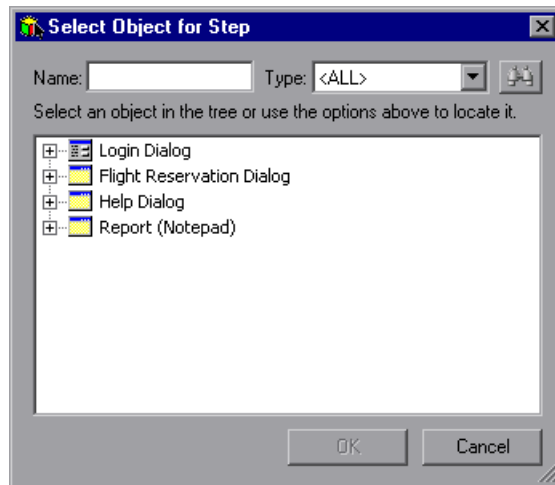 Select Object for Step
Name: Type: <ALL>
Select an object in the tree or use the options above to locate it.
Login Dialog
Flight Reservation Dialog
Help Dialog
Report (Notepad)
OK Cancel